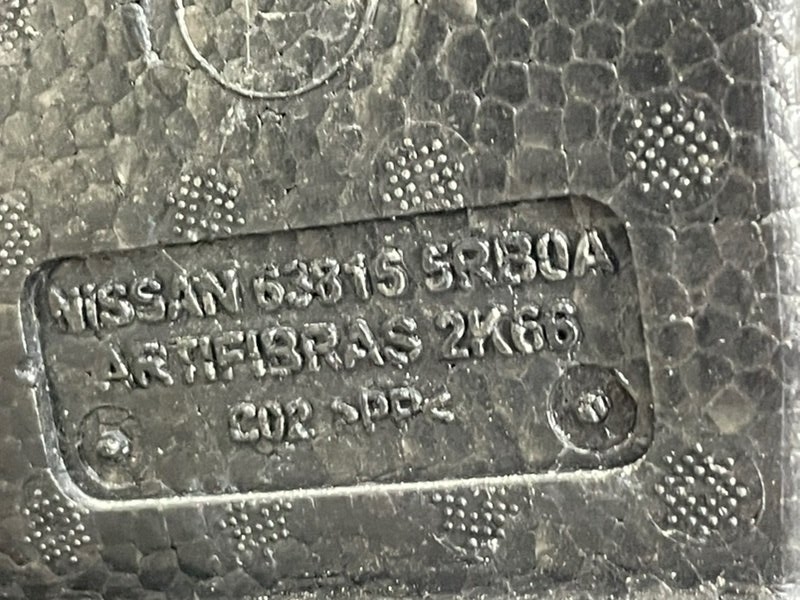 NISSAN 63815 5RB0A
ARTIFIBRAS 2K66
C02 >PP<